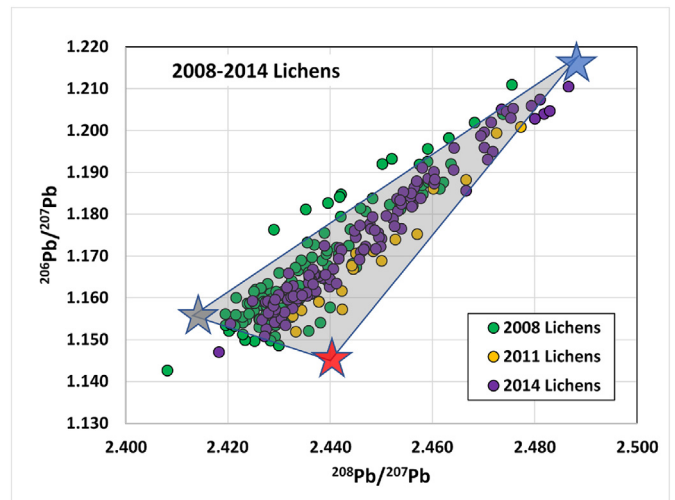 1.220
2008-2014 Lichens
1.210
1.200
1.190
1.180
1.170
1.160
1.150
1.140
1.130
²⁰⁶Pb/²⁰⁷Pb
2008 Lichens
2011 Lichens
2014 Lichens
2.400 2.420 2.440 2.460 2.480 2.500
²⁰⁸Pb/²⁰⁷Pb